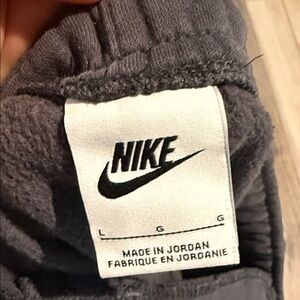 NIKE
L G G
MADE IN JORDAN
FABRIQUE EN JORDANIE